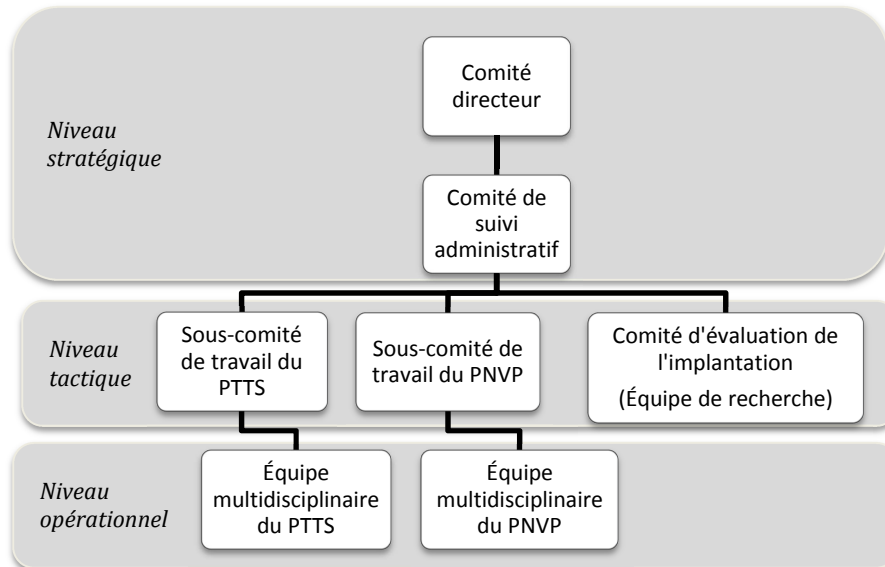 Niveau
stratégique
Comité
directeur
Comité de
suivi
administratif
Niveau
tactique
Sous-comité
de travail du
PTTS
Sous-comité de
travail du PNVP
Comité d'évaluation de
l'implantation
(Équipe de recherche)
Niveau
opérationnel
Équipe
multidisciplinaire
du PTTS
Équipe
multidisciplinaire
du PNVP